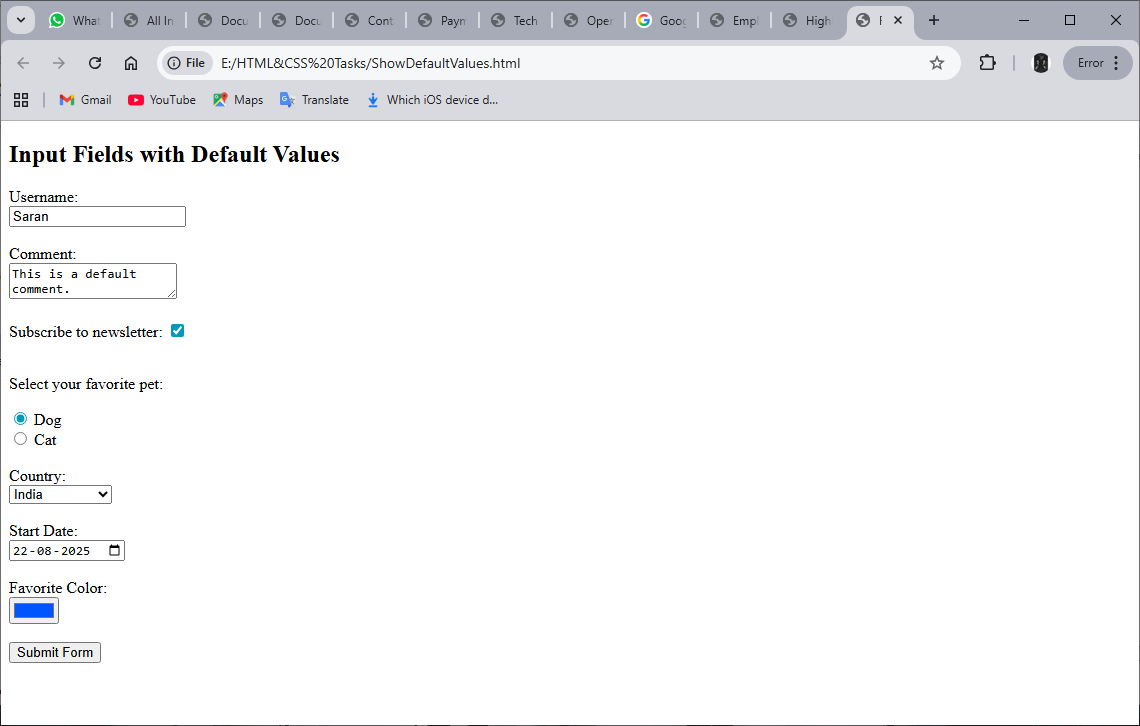 What
All In
Docu
Docu
Cont
Paym
Tech
Oper
Goog
Empl
High
File
E:/HTML&CSS%20Tasks/ShowDefaultValues.html
Error
Gmail
YouTube
Maps
Translate
Which iOS device d...
Input Fields with Default Values
Username:
Saran
Comment:
This is a default
comment.
Subscribe to newsletter:
Select your favorite pet:
Dog
Cat
Country:
India
Start Date:
22-08-2025
Favorite Color:
Submit Form